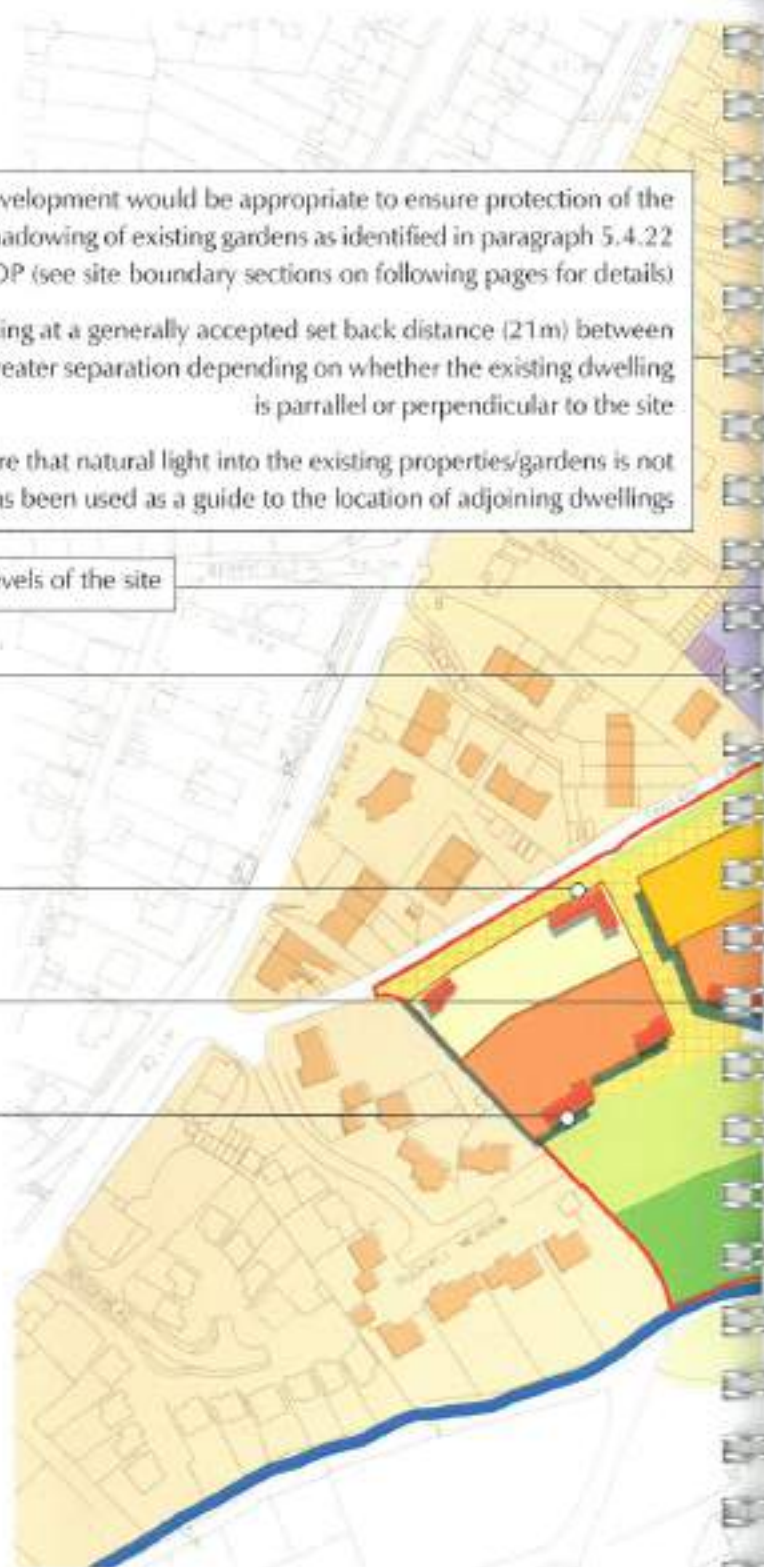 velopment would be appropriate to ensure protection of the
adowing of existing gardens as identified in paragraph 5.4.22
DP (see site boundary sections on following pages for details)
ing at a generally accepted set back distance (21m) between
reater separation depending on whether the existing dwelling
is parrallel or perpendicular to the site
re that natural light into the existing properties/gardens is not
as been used as a guide to the location of adjoining dwellings
vels of the site